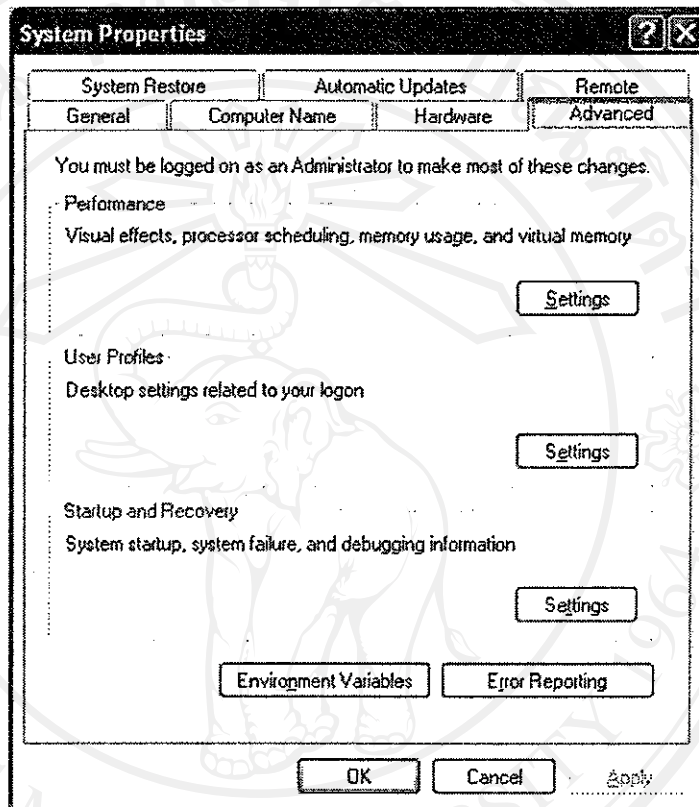 System Properties
System Restore Automatic Updates Remote
General Computer Name Hardware Advanced
You must be logged on as an Administrator to make most of these changes.
Performance
Visual effects, processor scheduling, memory usage, and virtual memory
Settings
User Profiles
Desktop settings related to your logon
Settings
Startup and Recovery
System startup, system failure, and debugging information
Settings
Environment Variables Error Reporting
OK Cancel Apply